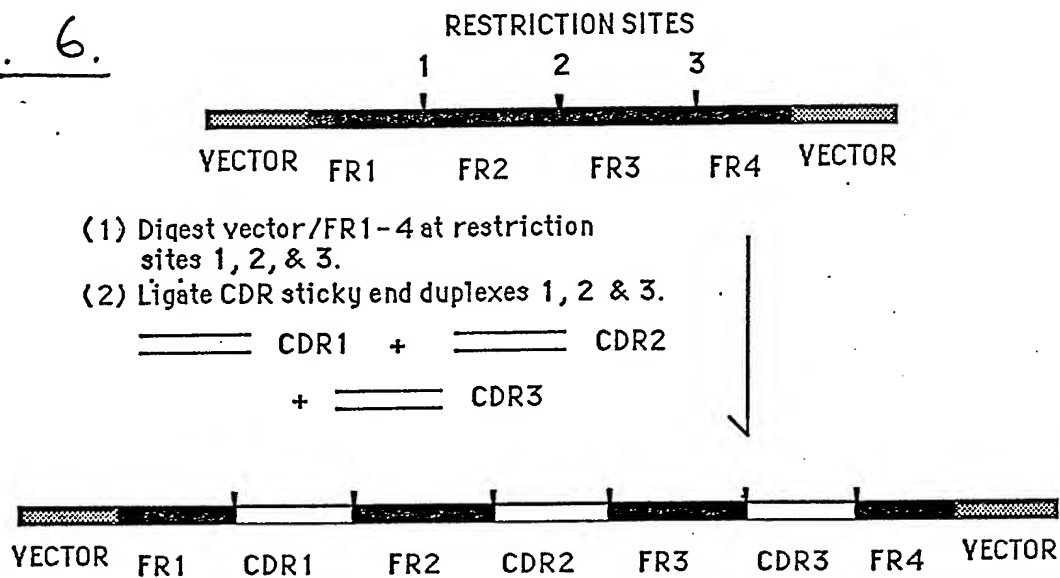 . 6.
RESTRICTION SITES
1 2 3
VECTOR FR1 FR2 FR3 FR4 VECTOR
(1) Digest vector/FR1-4 at restriction
sites 1, 2, & 3.
(2) Ligate CDR sticky end duplexes 1, 2 & 3.
CDR1 + CDR2
+ CDR3
VECTOR FR1 CDR1 FR2 CDR2 FR3 CDR3 FR4 VECTOR